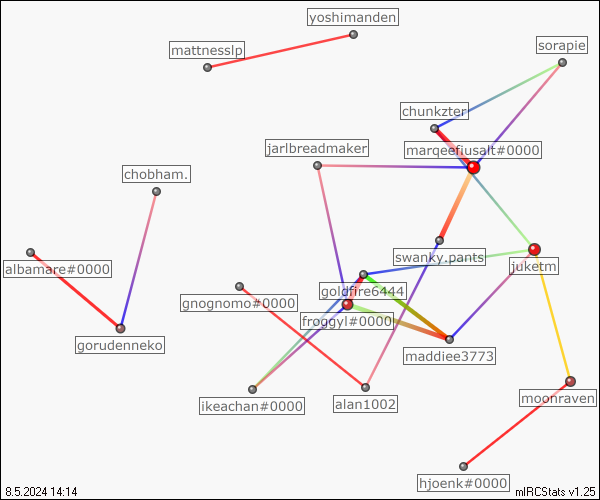 yoshimanden
mattnesslp
sorapie
chunkzter
marqeefiusalt#0000
jarlbreadmaker
chobham.
swanky.pants
albamare#0000
juketm
goldfire6444
gnognomo#0000
froggyl#0000
gorudenneko
maddiee3773
moonraven
ikeachan#0000
alan1002
hjoenk#0000
8.5.2024 14:14
mIRCStats v1.25